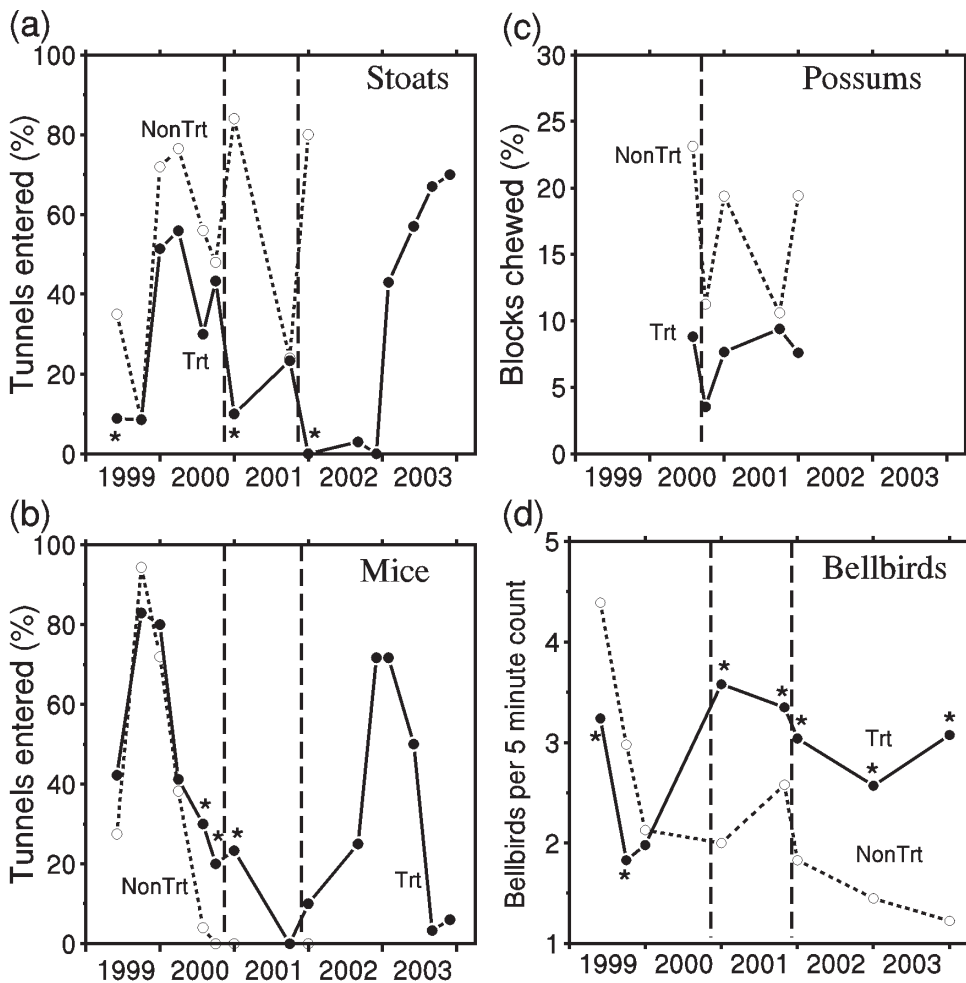 (a)
Stoats
Tunnels entered (%)
100
80
60
40
20
0
NonTrt
Trt
*
*
*
1999 2000 2001 2002 2003
(c)
Possums
Blocks chewed (%)
30
25
20
15
10
5
0
NonTrt
Trt
1999 2000 2001 2002 2003
(b)
Mice
Tunnels entered (%)
100
80
60
40
20
0
*
*
*
NonTrt
Trt
1999 2000 2001 2002 2003
(d)
Bellbirds
Bellbirds per 5 minute count
5
4
3
2
1
*
*
*
*
*
*
*
Trt
NonTrt
1999 2000 2001 2002 2003